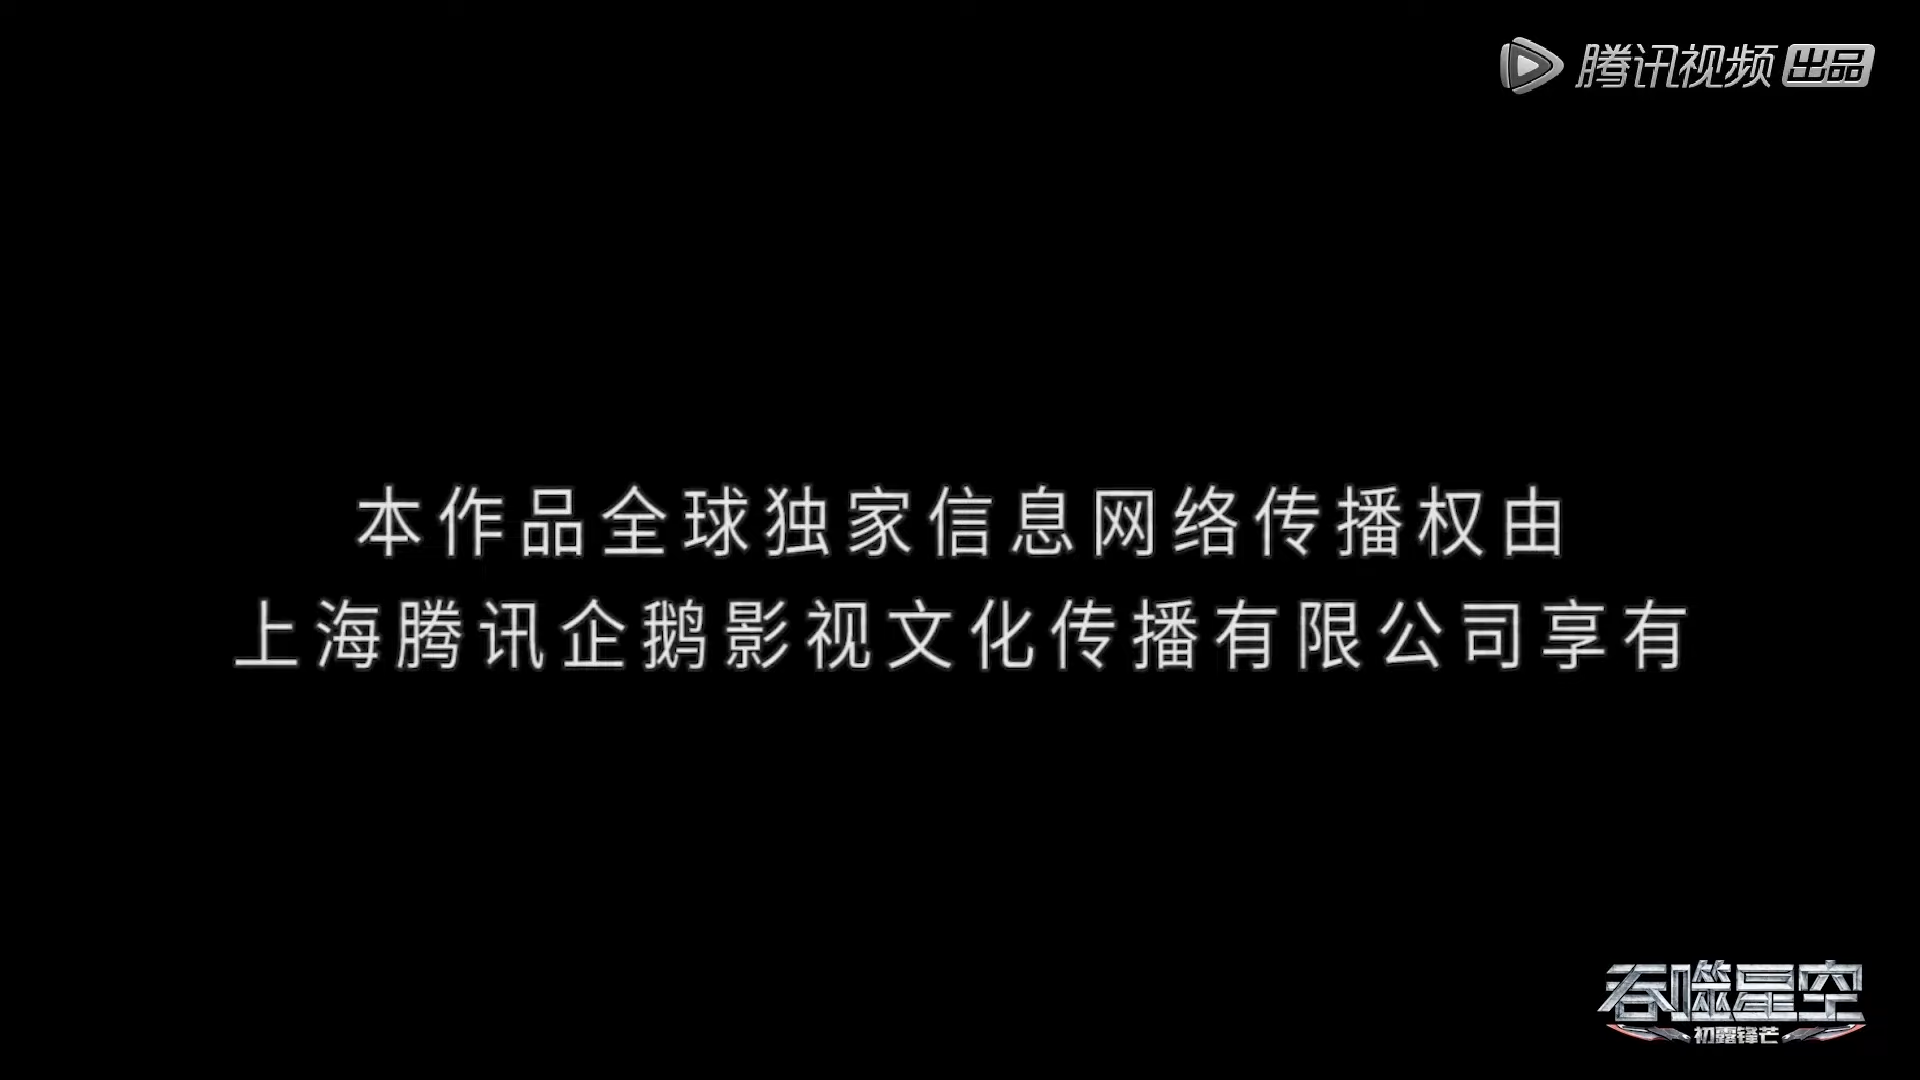 腾讯视频 出品
本作品全球独家信息网络传播权由
上海腾讯企鹅影视文化传播有限公司享有
吞噬星空
初露锋芒